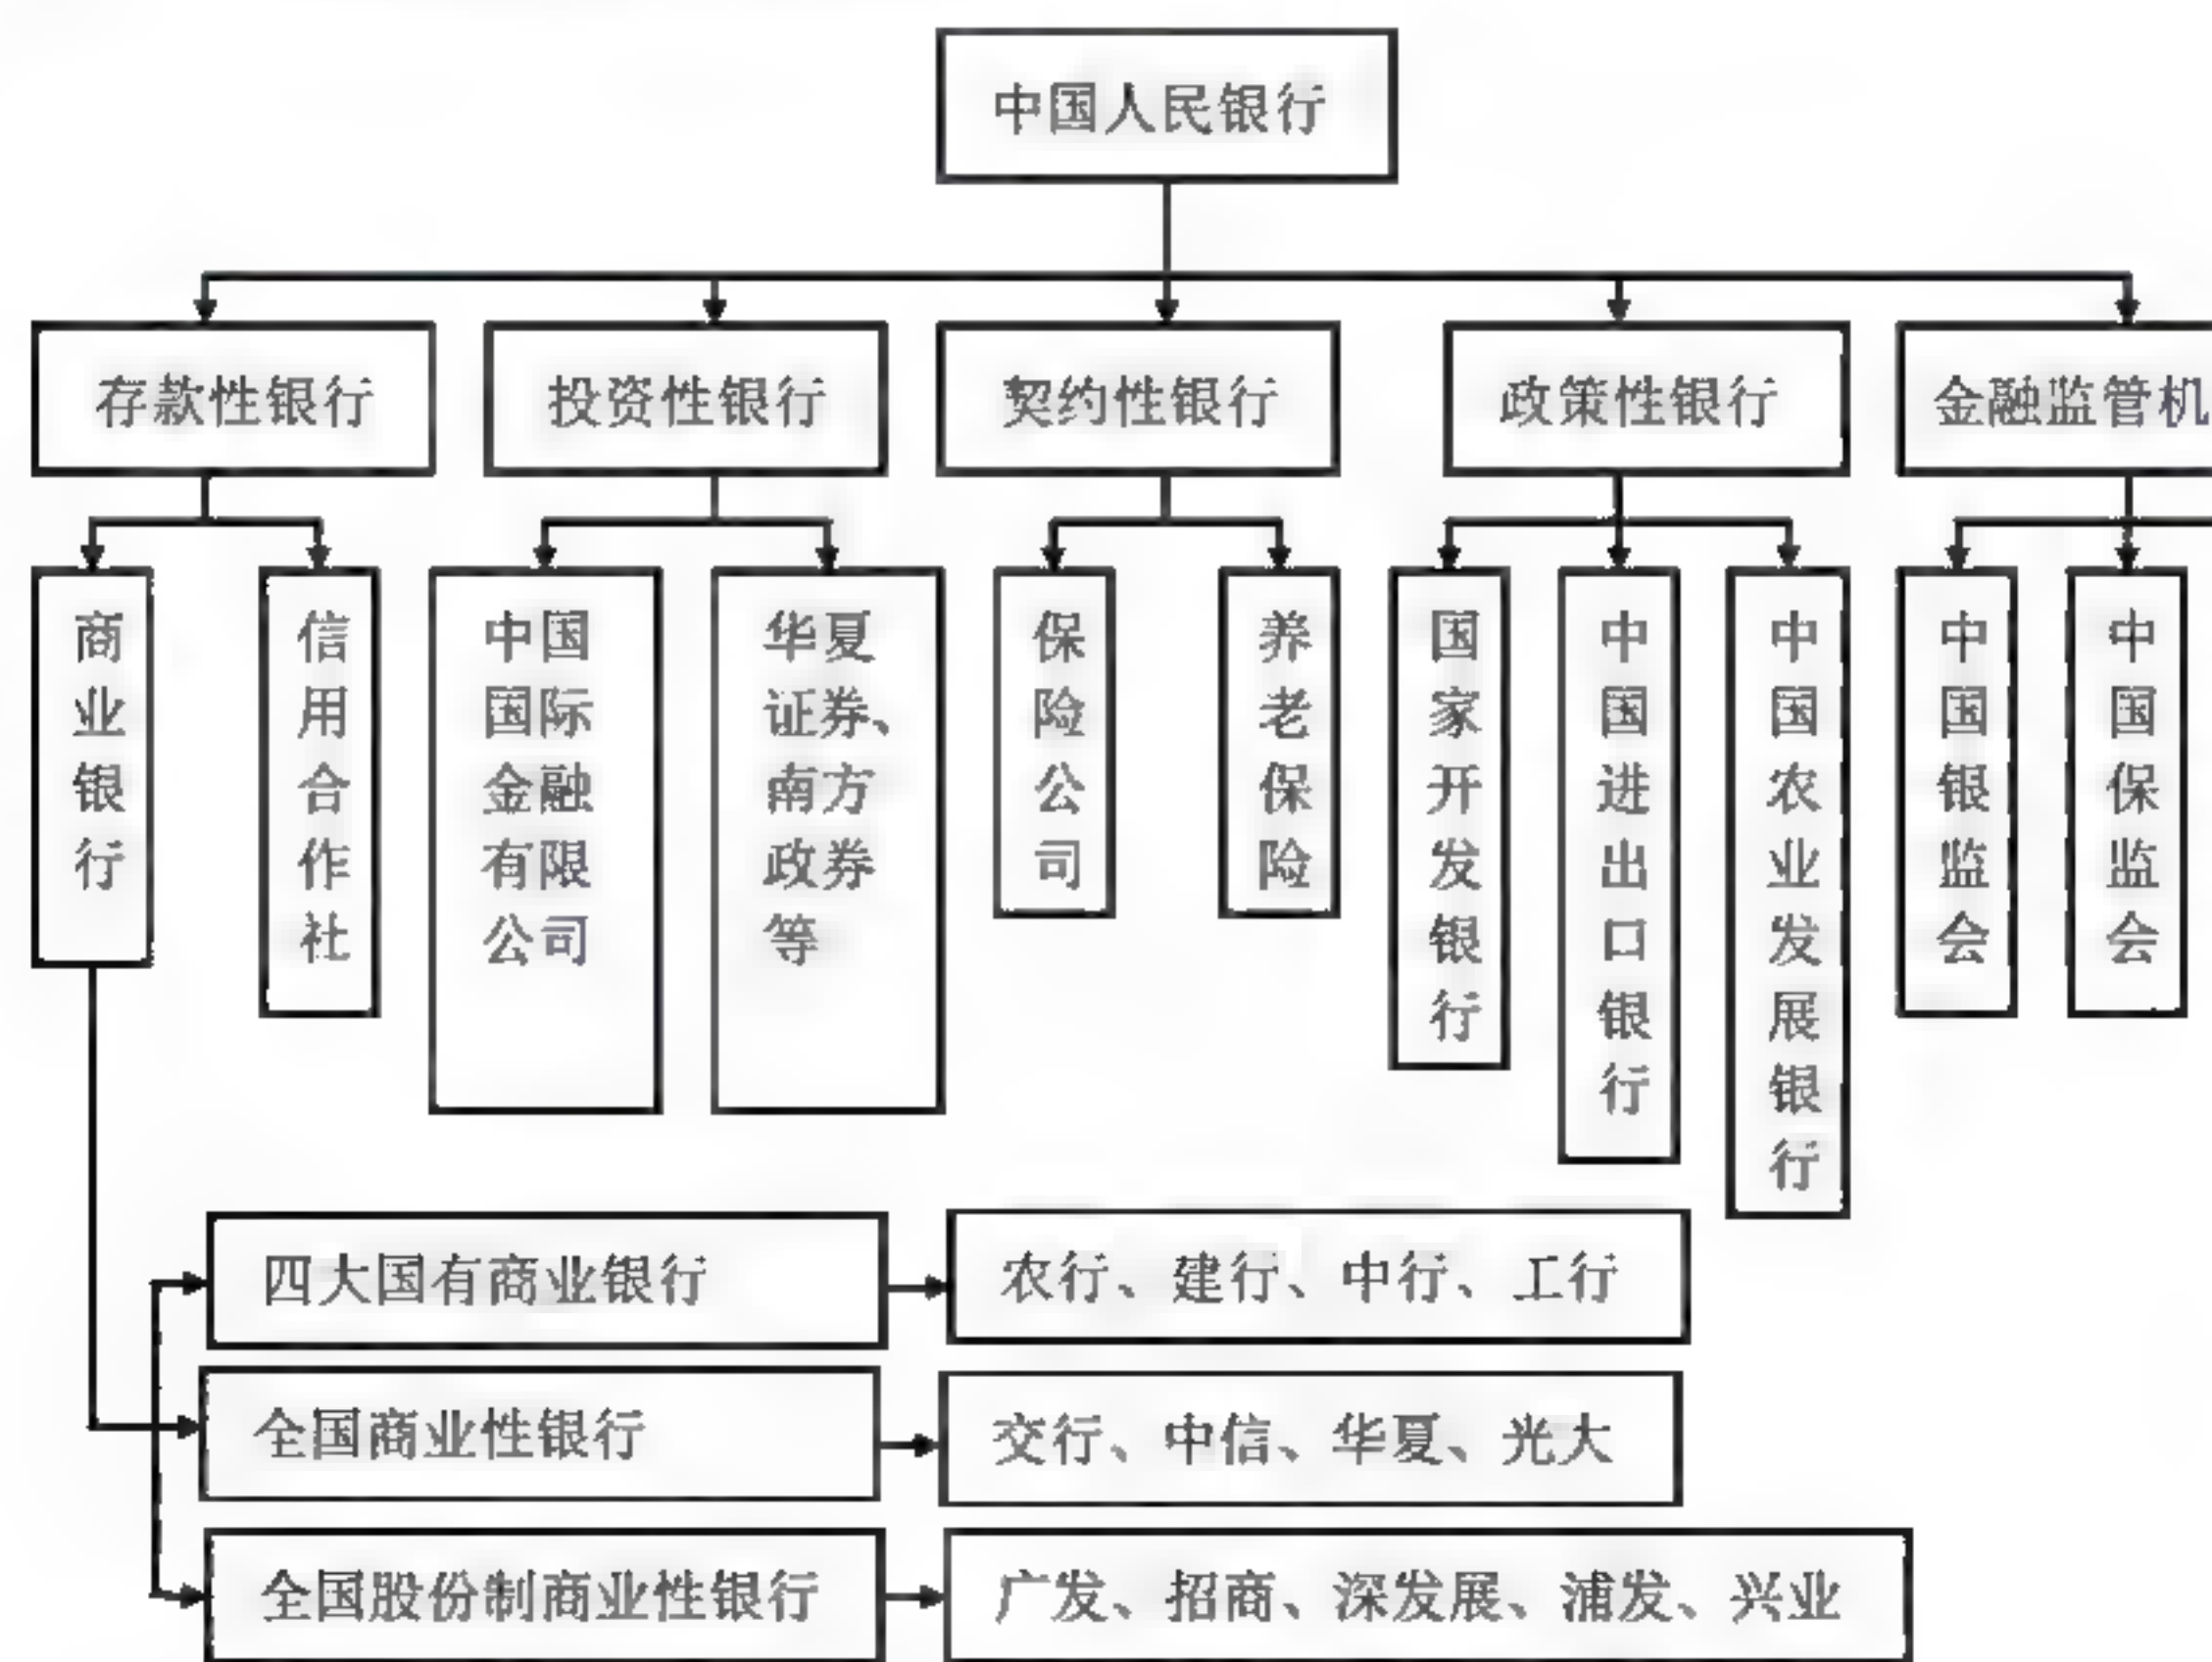 中国人民银行
存款性银行
投资性银行
契约性银行
政策性银行
金融监管机
商业银行
信用合作社
中国
国际
金融
有限
公司
华夏
证券、
南方
政券
等
保险公司
养老保险
国家开发银行
中国进出口银行
中国农业发展银行
中国银监会
中国保监会
四大国有商业银行
农行、建行、中行、工行
全国商业性银行
交行、中信、华夏、光大
全国股份制商业性银行
广发、招商、深发展、浦发、兴业